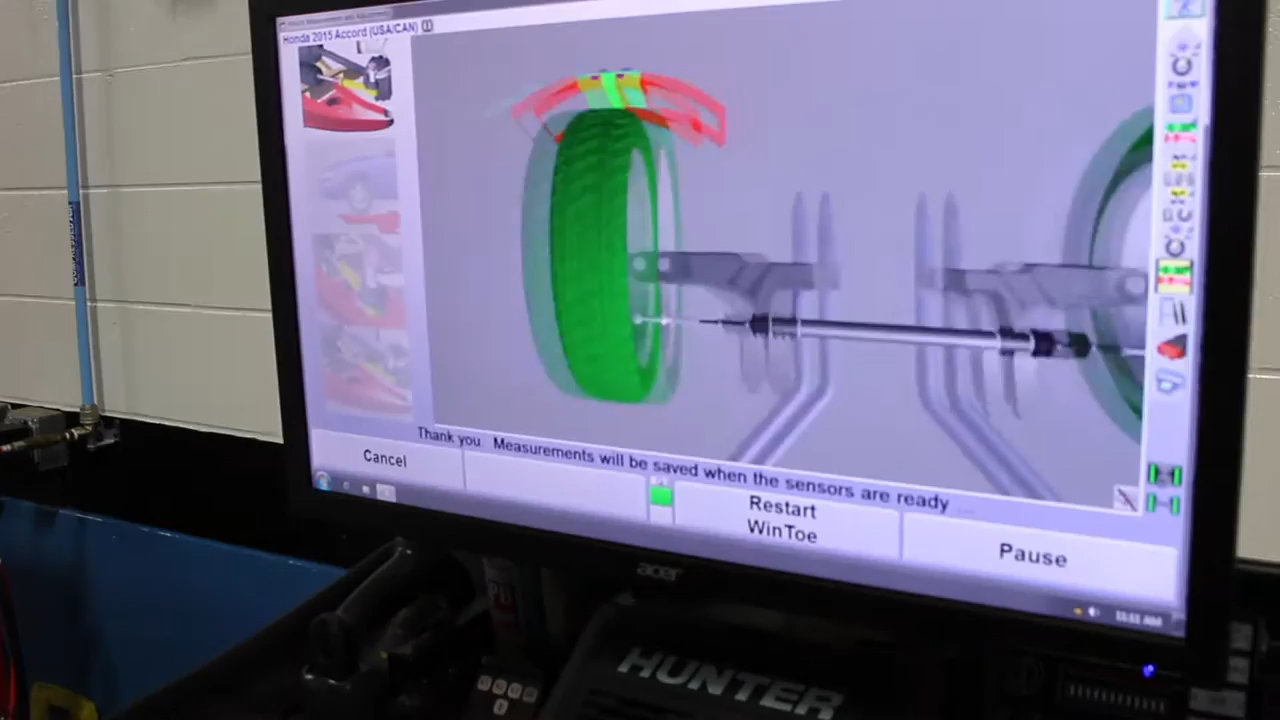 Honda 2015 Accord (USA/CAN)
Thank you. Measurements will be saved when the sensors are ready ...
Cancel
Restart
WinToe
Pause
acer
HUNTER